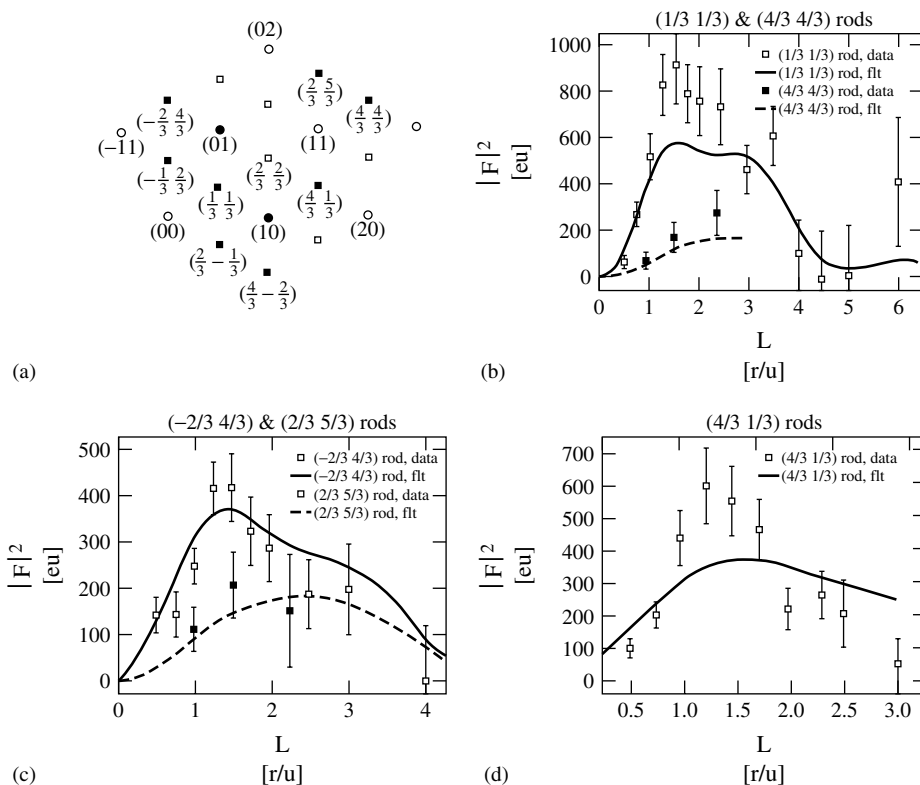 (02)
(2/3 5/3)
(−2/3 4/3)
(4/3 4/3)
(−11)
(01)
(11)
(−1/3 2/3)
(2/3 2/3)
(1/3 1/3)
(4/3 1/3)
(00)
(10)
(20)
(2/3 − 1/3)
(4/3 − 2/3)
(a)
(1/3 1/3) & (4/3 4/3) rods
1000
800
600
400
200
0
|F|² [eu]
(1/3 1/3) rod, data
(1/3 1/3) rod, flt
(4/3 4/3) rod, data
(4/3 4/3) rod, flt
0 1 2 3 4 5 6
L
[r/u]
(b)
(−2/3 4/3) & (2/3 5/3) rods
500
400
300
200
100
0
|F|² [eu]
(−2/3 4/3) rod, data
(−2/3 4/3) rod, flt
(2/3 5/3) rod, data
(2/3 5/3) rod, flt
0 1 2 3 4
L
[r/u]
(c)
(4/3 1/3) rods
700
600
500
400
300
200
100
0
|F|² [eu]
(4/3 1/3) rod, data
(4/3 1/3) rod, flt
0.5 1.0 1.5 2.0 2.5 3.0
L
[r/u]
(d)